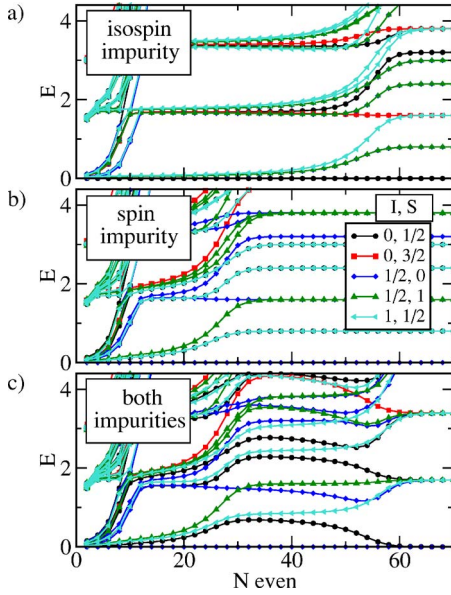 a)
isospin
impurity
E
4
2
0
b)
spin
impurity
I, S
0, 1/2
0, 3/2
1/2, 0
1/2, 1
1, 1/2
E
4
2
0
c)
both
impurities
E
4
2
0
0 20 40 60
N even